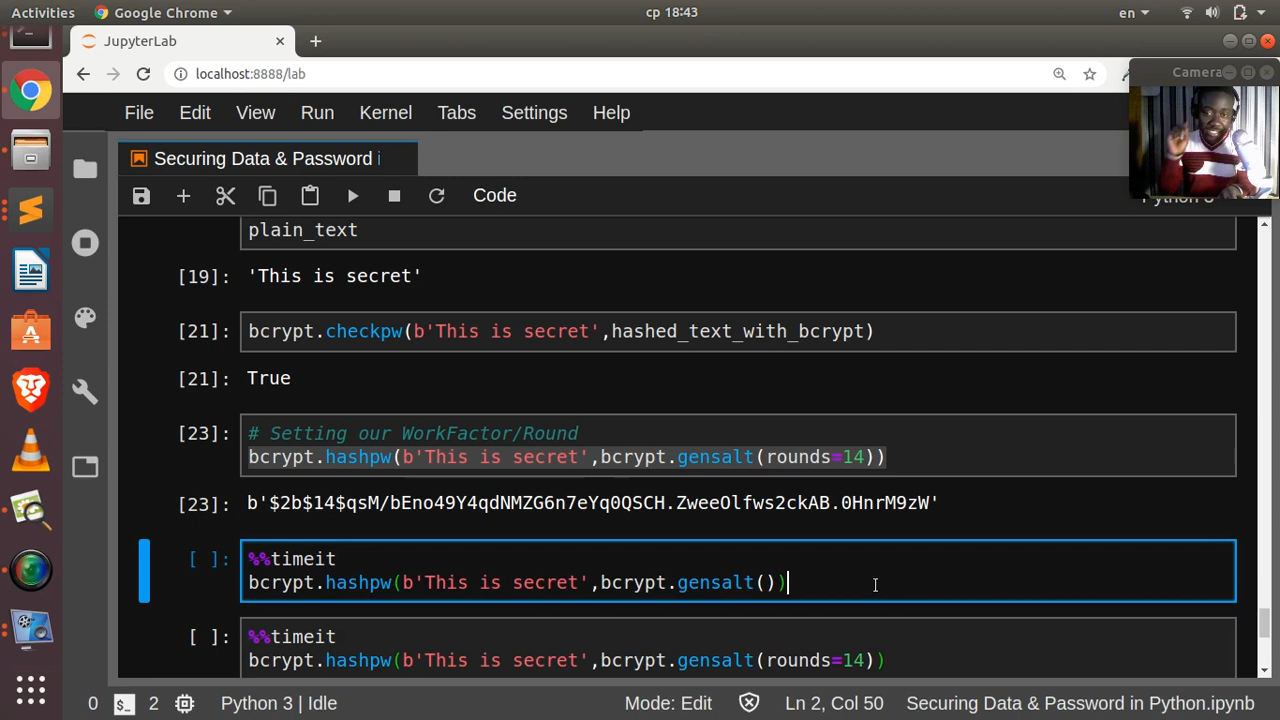 Activities Google Chrome ▾ ср 18:43 en ▾
JupyterLab × +
localhost:8888/lab
Camera
File Edit View Run Kernel Tabs Settings Help
Securing Data & Password i
Code
plain_text
[19]: 'This is secret'
[21]: bcrypt.checkpw(b'This is secret',hashed_text_with_bcrypt)
[21]: True
[23]: # Setting our WorkFactor/Round
bcrypt.hashpw(b'This is secret',bcrypt.gensalt(rounds=14))
[23]: b'$2b$14$qsM/bEno49Y4qdNMZG6n7eYq0QSCH.ZweeOlfws2ckAB.0HnrM9zW'
[ ]: %%timeit
bcrypt.hashpw(b'This is secret',bcrypt.gensalt())
[ ]: %%timeit
bcrypt.hashpw(b'This is secret',bcrypt.gensalt(rounds=14))
0 $_ 2 Python 3 | Idle Mode: Edit Ln 2, Col 50 Securing Data & Password in Python.ipynb